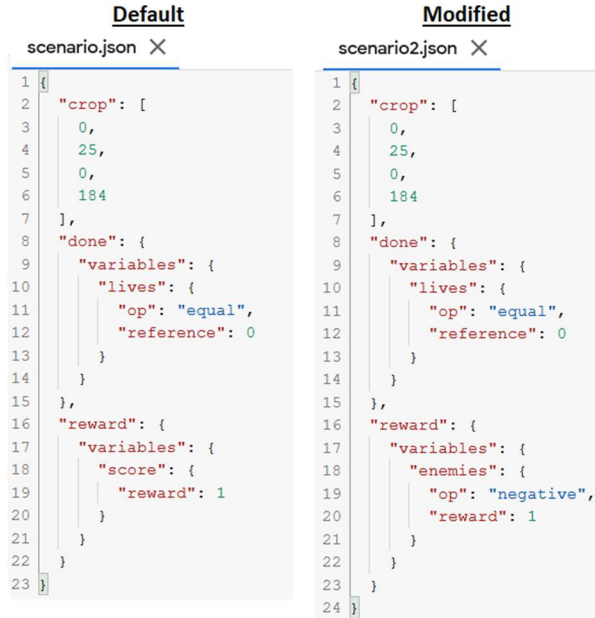 Default
scenario.json ×
1 {
2 "crop": [
3 0,
4 25,
5 0,
6 184
7 ],
8 "done": {
9 "variables": {
10 "lives": {
11 "op": "equal",
12 "reference": 0
13 }
14 }
15 },
16 "reward": {
17 "variables": {
18 "score": {
19 "reward": 1
20 }
21 }
22 }
23 }
Modified
scenario2.json ×
1 {
2 "crop": [
3 0,
4 25,
5 0,
6 184
7 ],
8 "done": {
9 "variables": {
10 "lives": {
11 "op": "equal",
12 "reference": 0
13 }
14 }
15 },
16 "reward": {
17 "variables": {
18 "enemies": {
19 "op": "negative",
20 "reward": 1
21 }
22 }
23 }
24 }